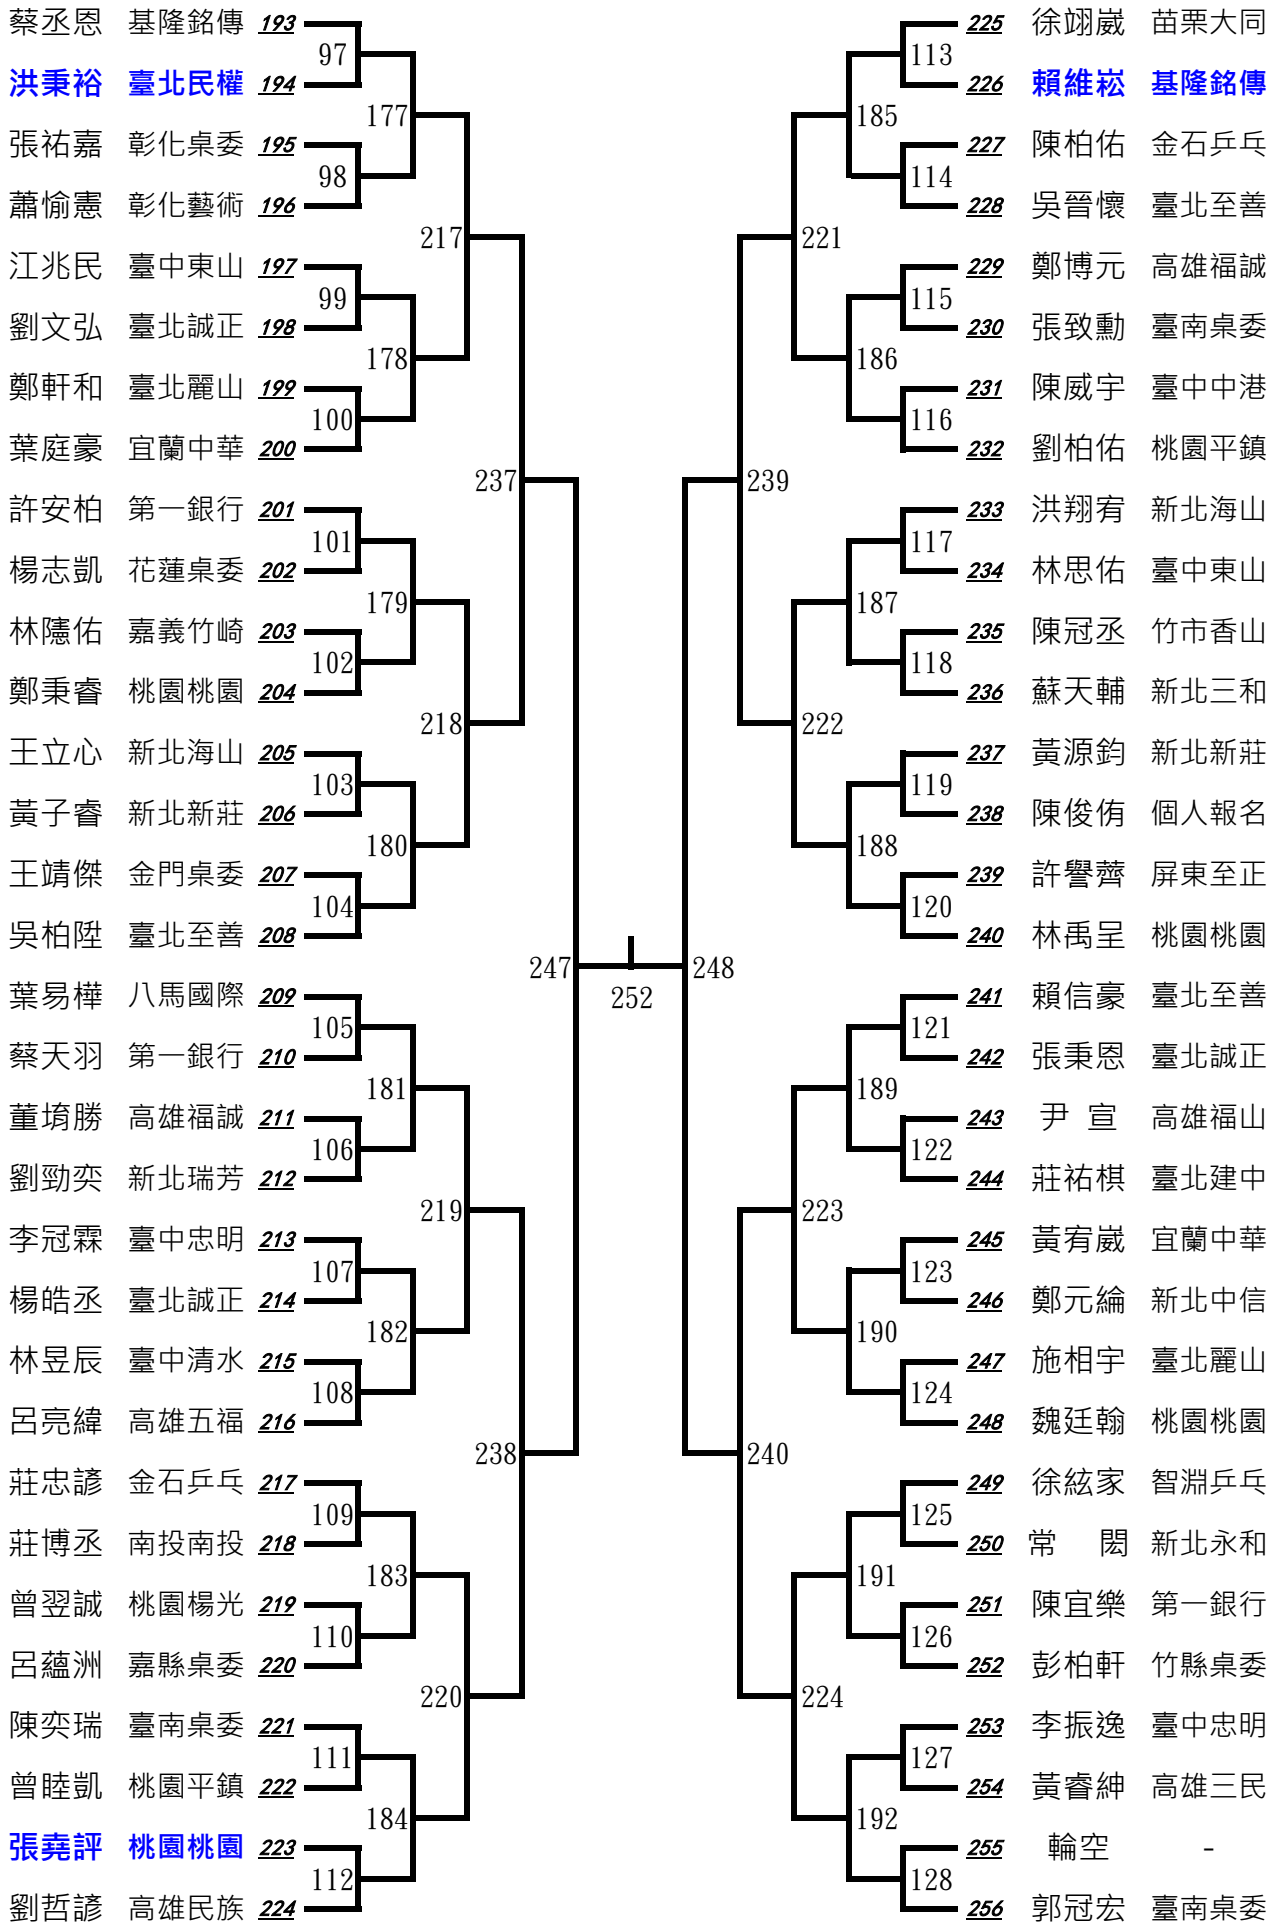 蔡丞恩 基隆銘傳 193
97
洪秉裕 臺北民權 194
177
張祐嘉 彰化桌委 195
98
蕭愉憲 彰化藝術 196
217
江兆民 臺中東山 197
99
劉文弘 臺北誠正 198
178
鄭軒和 臺北麗山 199
100
葉庭豪 宜蘭中華 200
237
許安柏 第一銀行 201
101
楊志凱 花蓮桌委 202
179
林隱佑 嘉義竹崎 203
102
鄭秉睿 桃園桃園 204
218
王立心 新北海山 205
103
黃子睿 新北新莊 206
180
王靖傑 金門桌委 207
104
吳柏陞 臺北至善 208
247
葉易樺 八馬國際 209
105
蔡天羽 第一銀行 210
181
董堉勝 高雄福誠 211
106
劉勁奕 新北瑞芳 212
219
李冠霖 臺中忠明 213
107
楊皓丞 臺北誠正 214
182
林昱辰 臺中清水 215
108
呂亮緯 高雄五福 216
238
莊忠諺 金石乒乓 217
109
莊博丞 南投南投 218
183
曾翌誠 桃園楊光 219
110
呂蘊洲 嘉縣桌委 220
220
陳奕瑞 臺南桌委 221
111
曾睦凱 桃園平鎮 222
184
張堯評 桃園桃園 223
112
劉哲諺 高雄民族 224
252
225 徐翊崴 苗栗大同
113
226 賴維崧 基隆銘傳
185
227 陳柏佑 金石乒乓
114
228 吳晉懷 臺北至善
221
229 鄭博元 高雄福誠
115
230 張致勳 臺南桌委
186
231 陳威宇 臺中中港
116
232 劉柏佑 桃園平鎮
239
233 洪翔宥 新北海山
117
234 林思佑 臺中東山
187
235 陳冠丞 竹市香山
118
236 蘇天輔 新北三和
222
237 黃源鈞 新北新莊
119
238 陳俊侑 個人報名
188
239 許譽薺 屏東至正
120
240 林禹呈 桃園桃園
248
241 賴信豪 臺北至善
121
242 張秉恩 臺北誠正
189
243 尹 宣 高雄福山
122
244 莊祐棋 臺北建中
223
245 黃宥崴 宜蘭中華
123
246 鄭元綸 新北中信
190
247 施相宇 臺北麗山
124
248 魏廷翰 桃園桃園
240
249 徐絃家 智淵乒乓
125
250 常 閎 新北永和
191
251 陳宜樂 第一銀行
126
252 彭柏軒 竹縣桌委
224
253 李振逸 臺中忠明
127
254 黃睿紳 高雄三民
192
255 輪空 -
128
256 郭冠宏 臺南桌委